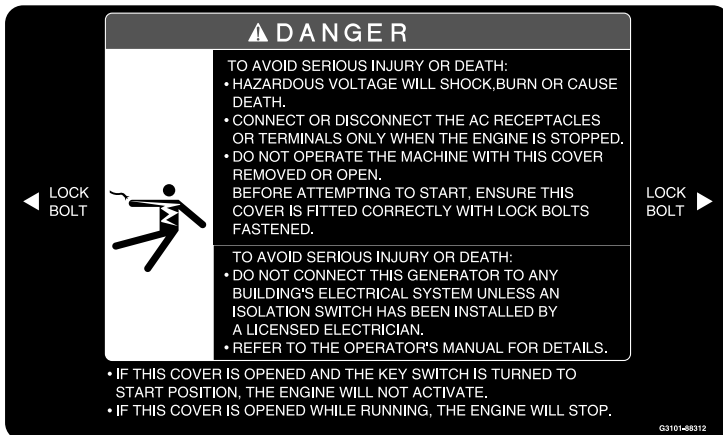 ⚠ DANGER
TO AVOID SERIOUS INJURY OR DEATH:
• HAZARDOUS VOLTAGE WILL SHOCK,BURN OR CAUSE
DEATH.
• CONNECT OR DISCONNECT THE AC RECEPTACLES
OR TERMINALS ONLY WHEN THE ENGINE IS STOPPED.
• DO NOT OPERATE THE MACHINE WITH THIS COVER
REMOVED OR OPEN.
BEFORE ATTEMPTING TO START, ENSURE THIS
COVER IS FITTED CORRECTLY WITH LOCK BOLTS
FASTENED.
◀ LOCK
BOLT
LOCK ▶
BOLT
TO AVOID SERIOUS INJURY OR DEATH:
• DO NOT CONNECT THIS GENERATOR TO ANY
BUILDING'S ELECTRICAL SYSTEM UNLESS AN
ISOLATION SWITCH HAS BEEN INSTALLED BY
A LICENSED ELECTRICIAN.
• REFER TO THE OPERATOR'S MANUAL FOR DETAILS.
• IF THIS COVER IS OPENED AND THE KEY SWITCH IS TURNED TO
START POSITION, THE ENGINE WILL NOT ACTIVATE.
• IF THIS COVER IS OPENED WHILE RUNNING, THE ENGINE WILL STOP.
G3101-88312